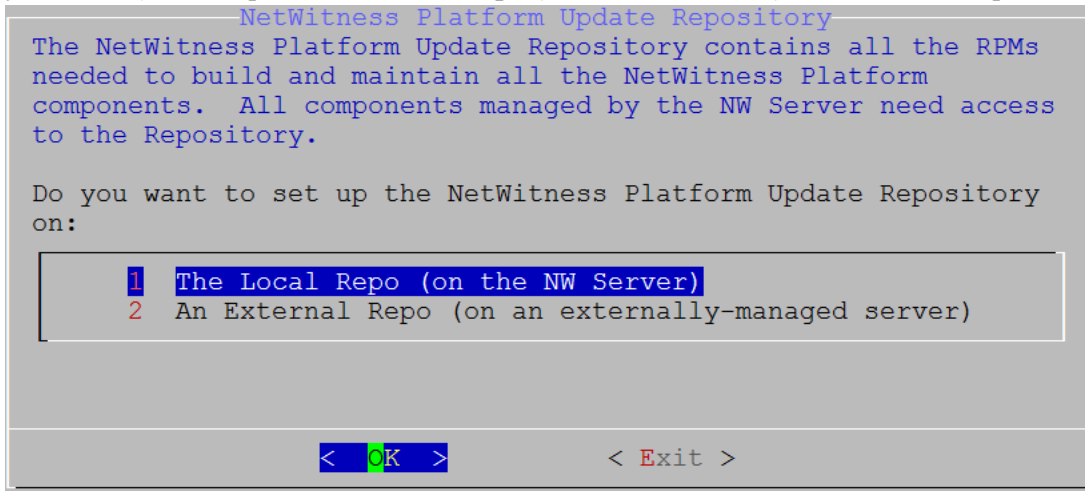 NetWitness Platform Update Repository
The NetWitness Platform Update Repository contains all the RPMs
needed to build and maintain all the NetWitness Platform
components.  All components managed by the NW Server need access
to the Repository.
Do you want to set up the NetWitness Platform Update Repository
on:
1  The Local Repo (on the NW Server)
2  An External Repo (on an externally-managed server)
<  OK  >          < Exit >